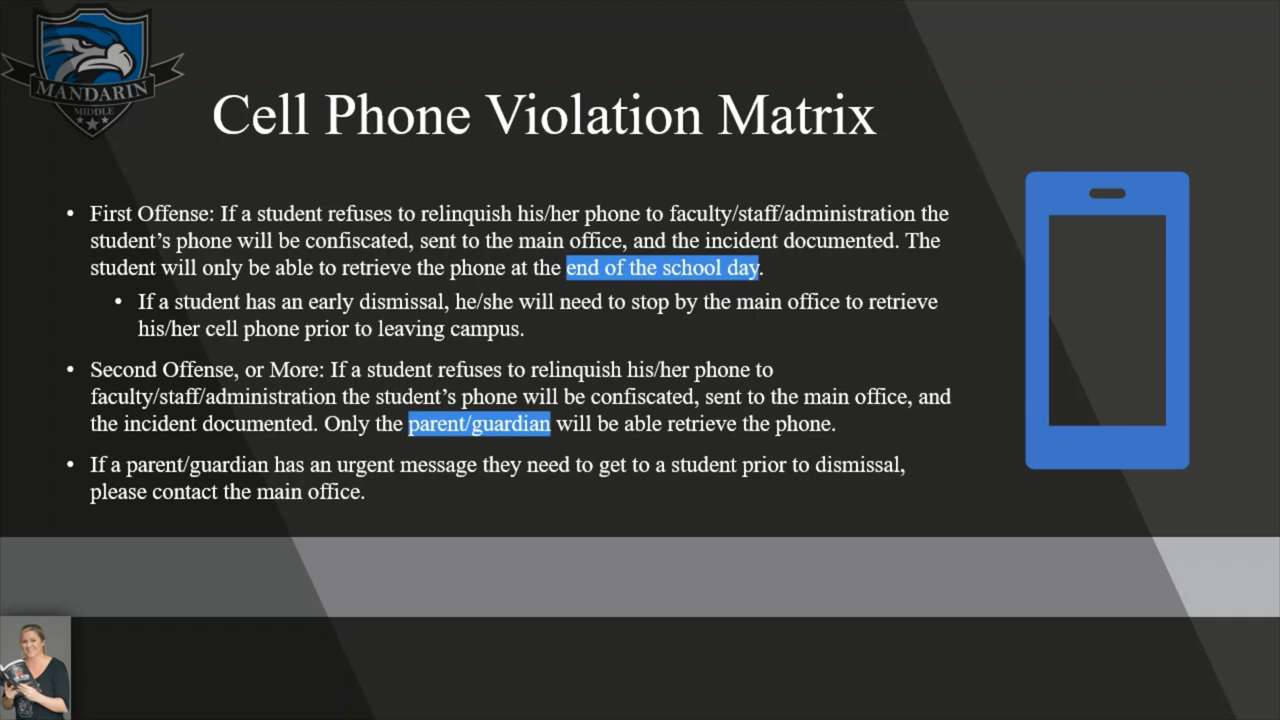 MANDARIN
MIDDLE
Cell Phone Violation Matrix
• First Offense: If a student refuses to relinquish his/her phone to faculty/staff/administration the
student’s phone will be confiscated, sent to the main office, and the incident documented. The
student will only be able to retrieve the phone at the end of the school day.
• If a student has an early dismissal, he/she will need to stop by the main office to retrieve
his/her cell phone prior to leaving campus.
• Second Offense, or More: If a student refuses to relinquish his/her phone to
faculty/staff/administration the student’s phone will be confiscated, sent to the main office, and
the incident documented. Only the parent/guardian will be able retrieve the phone.
• If a parent/guardian has an urgent message they need to get to a student prior to dismissal,
please contact the main office.